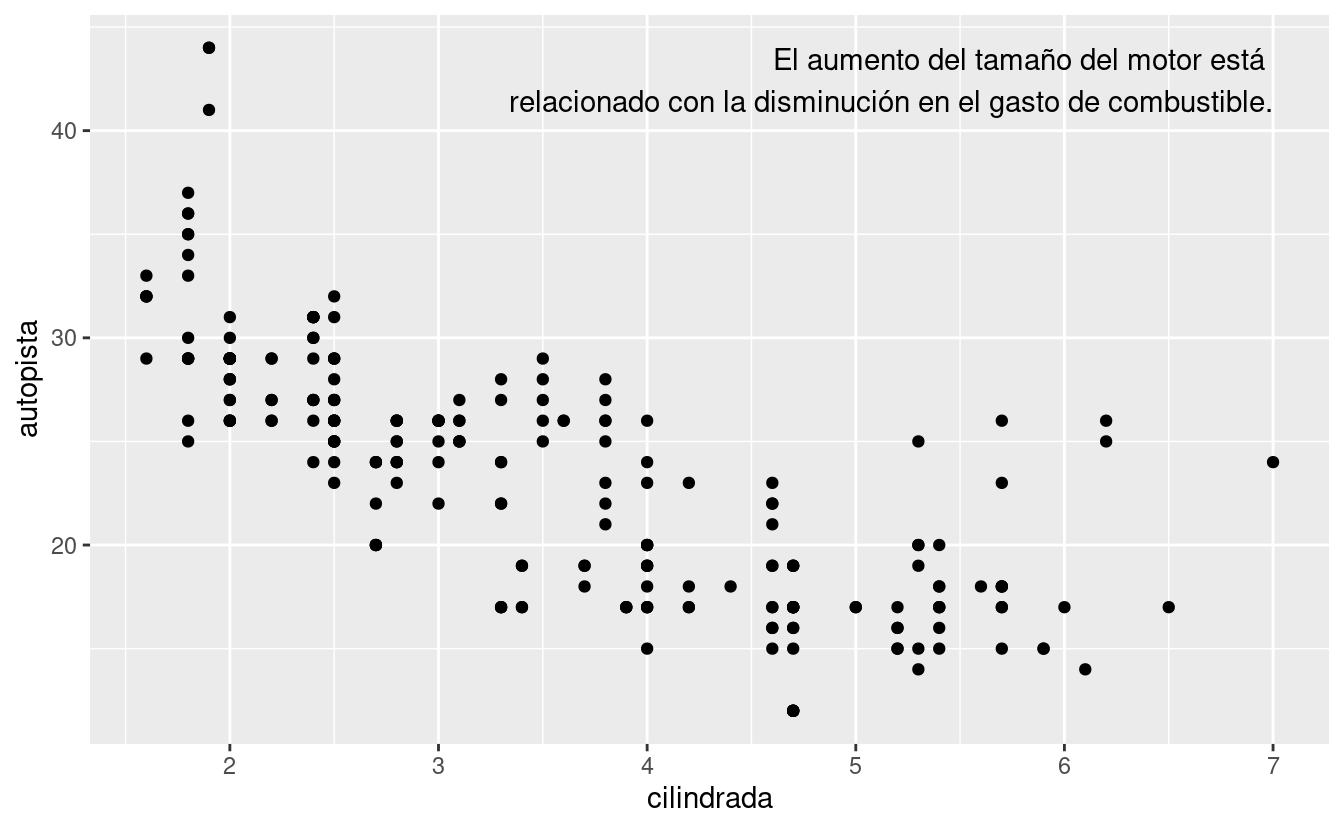 El aumento del tamaño del motor está
relacionado con la disminución en el gasto de combustible.
40
30
20
autopista
2 3 4 5 6 7
cilindrada